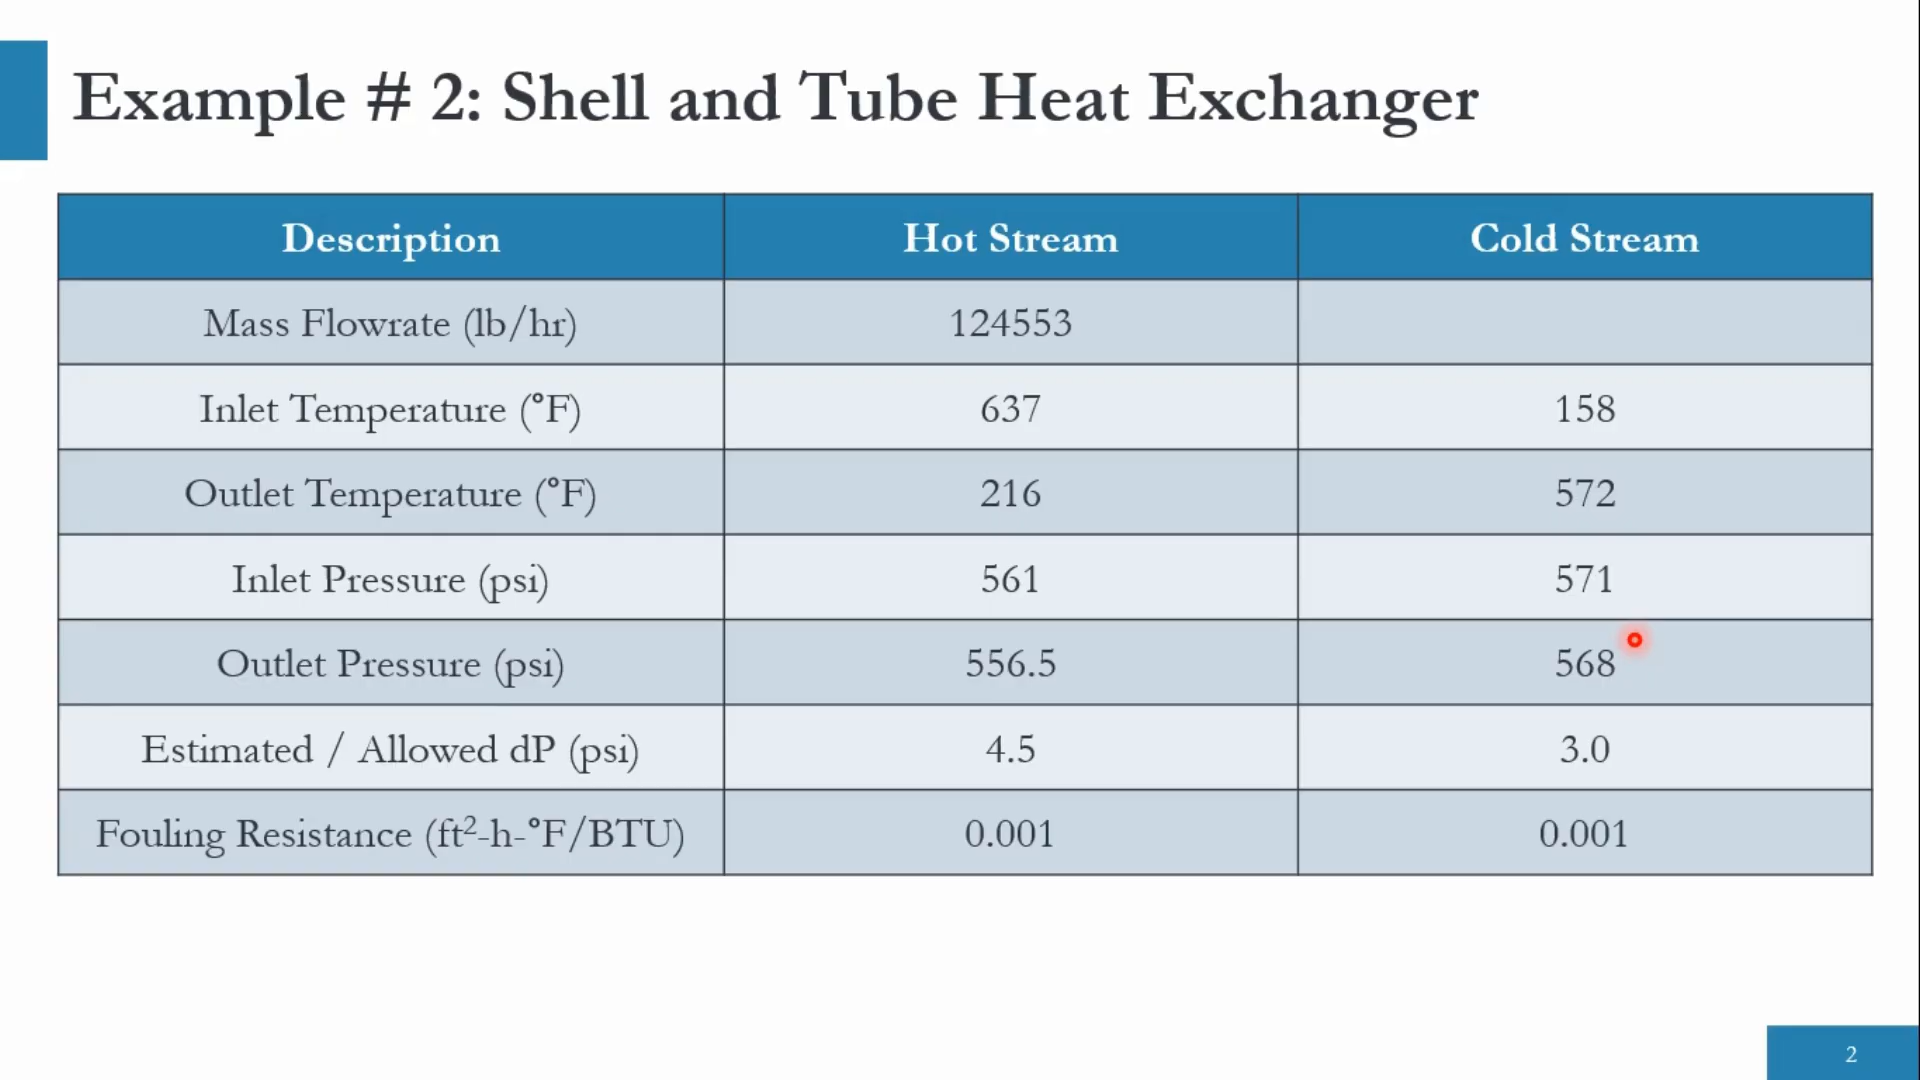 Example # 2: Shell and Tube Heat Exchanger
Description Hot Stream Cold Stream
Mass Flowrate (lb/hr) 124553
Inlet Temperature (°F) 637 158
Outlet Temperature (°F) 216 572
Inlet Pressure (psi) 561 571
Outlet Pressure (psi) 556.5 568
Estimated / Allowed dP (psi) 4.5 3.0
Fouling Resistance (ft²-h-°F/BTU) 0.001 0.001
2